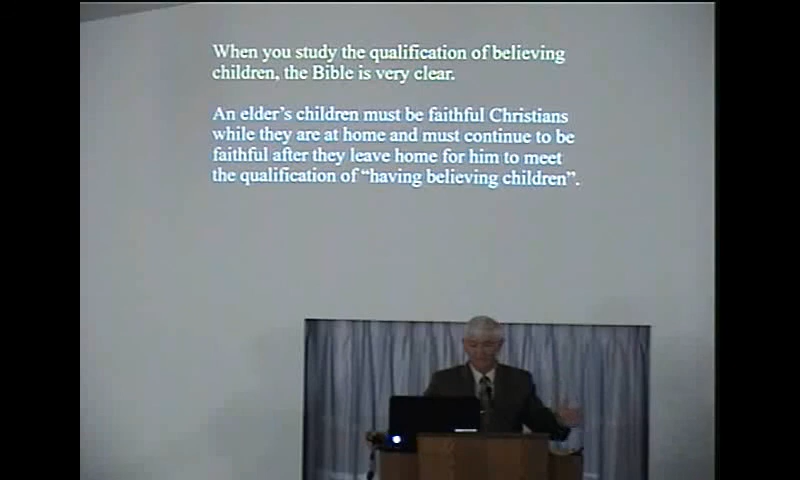 When you study the qualification of believing
children, the Bible is very clear.
An elder's children must be faithful Christians
while they are at home and must continue to be
faithful after they leave home for him to meet
the qualification of “having believing children”.